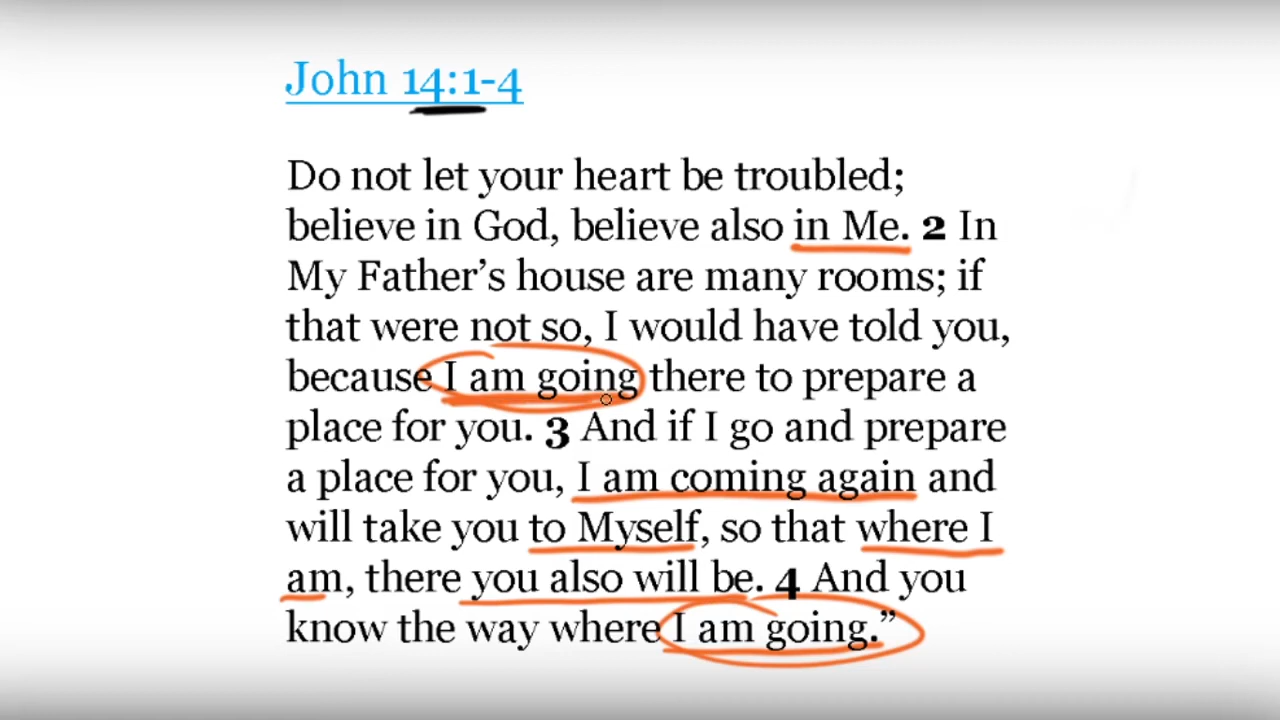 John 14:1-4
Do not let your heart be troubled;
believe in God, believe also in Me. 2 In
My Father’s house are many rooms; if
that were not so, I would have told you,
because I am going there to prepare a
place for you. 3 And if I go and prepare
a place for you, I am coming again and
will take you to Myself, so that where I
am, there you also will be. 4 And you
know the way where I am going.”